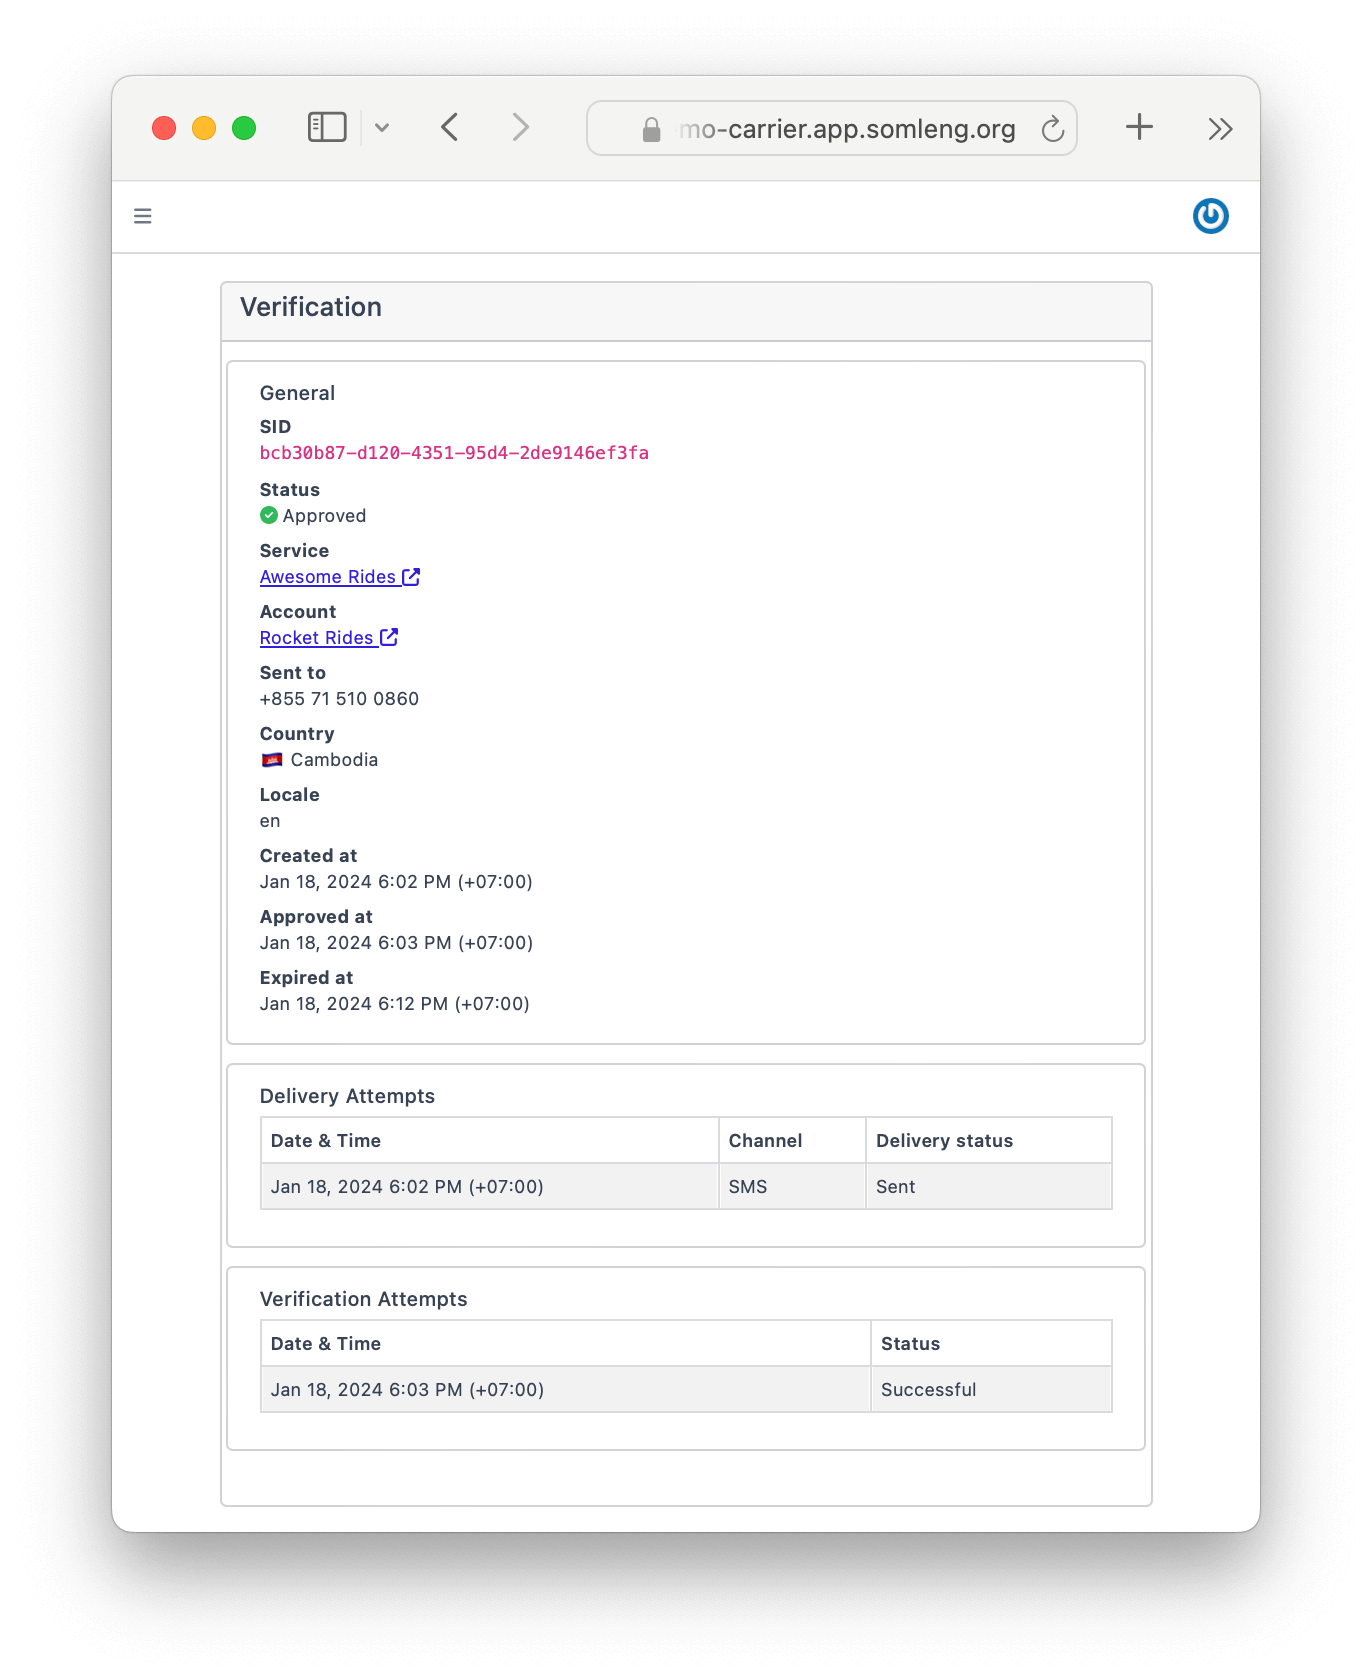 mo-carrier.app.somleng.org
Verification
General
SID
bcb30b87-d120-4351-95d4-2de9146ef3fa
Status
Approved
Service
Awesome Rides
Account
Rocket Rides
Sent to
+855 71 510 0860
Country
🇰🇭 Cambodia
Locale
en
Created at
Jan 18, 2024 6:02 PM (+07:00)
Approved at
Jan 18, 2024 6:03 PM (+07:00)
Expired at
Jan 18, 2024 6:12 PM (+07:00)
Delivery Attempts
Date & Time Channel Delivery status
Jan 18, 2024 6:02 PM (+07:00) SMS Sent
Verification Attempts
Date & Time Status
Jan 18, 2024 6:03 PM (+07:00) Successful